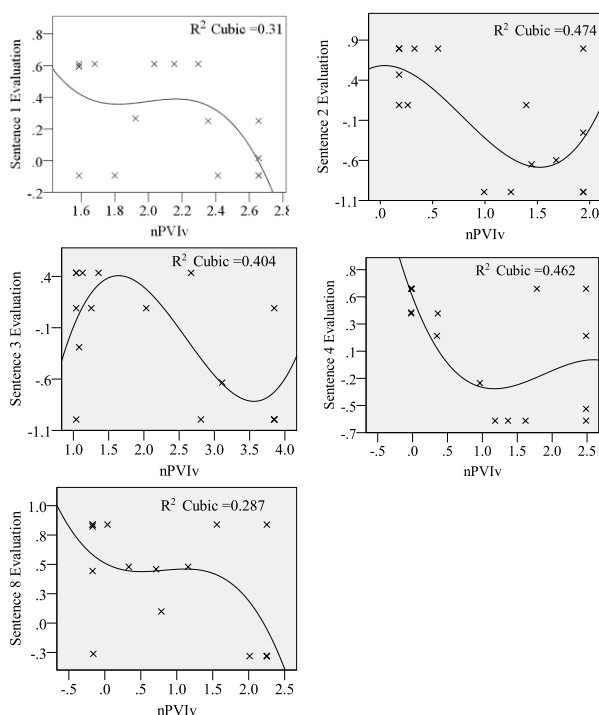 R² Cubic =0.31
Sentence 1 Evaluation
.8
.6
.4
.2
.0
-.2
1.6 1.8 2.0 2.2 2.4 2.6 2.8
nPVIv
R² Cubic =0.474
Sentence 2 Evaluation
.9
.4
-.1
-.6
-1.1
.0 .5 1.0 1.5 2.0
nPVIv
R² Cubic =0.404
Sentence 3 Evaluation
.4
-.1
-.6
-1.1
1.0 1.5 2.0 2.5 3.0 3.5 4.0
nPVIv
R² Cubic =0.462
Sentence 4 Evaluation
.8
.6
.3
.1
-.2
-.5
-.7
-.5 .0 .5 1.0 1.5 2.0 2.5
nPVIv
R² Cubic =0.287
Sentence 8 Evaluation
1.0
.8
.5
.0
-.3
-.5 .0 .5 1.0 1.5 2.0 2.5
nPVIv